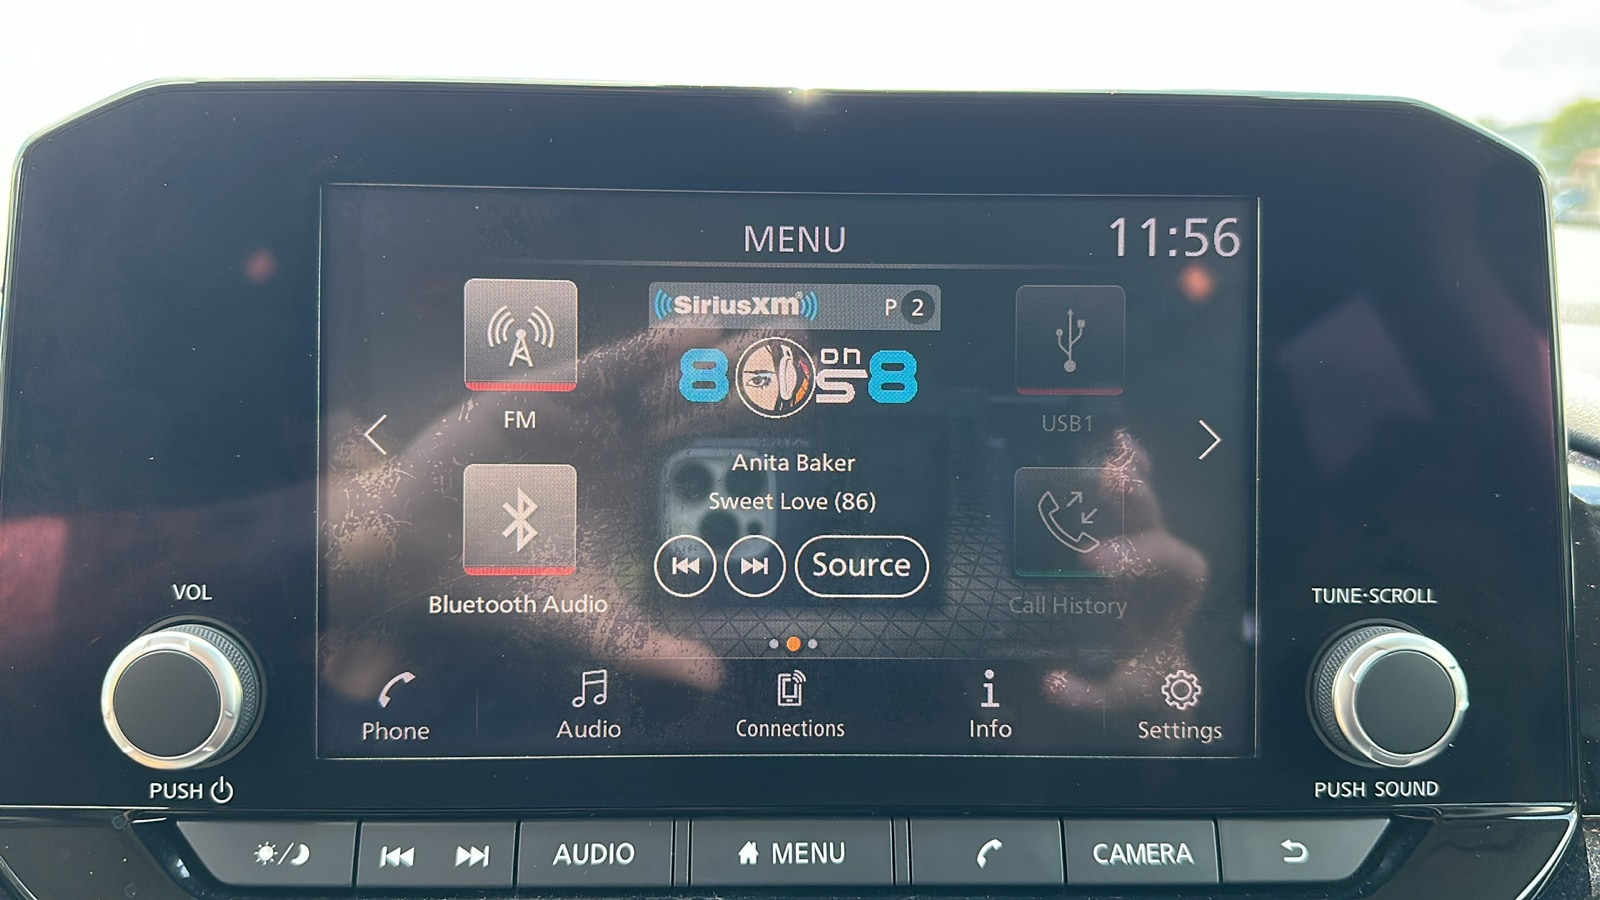 MENU
11:56
SiriusXM
P 2
80s on 8
FM
USB1
Anita Baker
Sweet Love (86)
Source
Bluetooth Audio
Call History
VOL
TUNE·SCROLL
Phone
Audio
Connections
Info
Settings
PUSH
PUSH SOUND
AUDIO
MENU
CAMERA